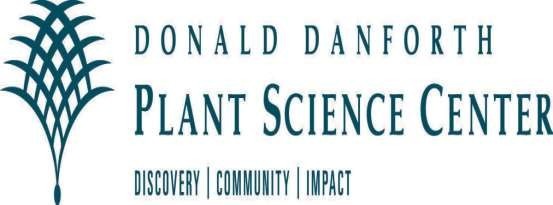 DONALD DANFORTH
PLANT SCIENCE CENTER
DISCOVERY | COMMUNITY | IMPACT